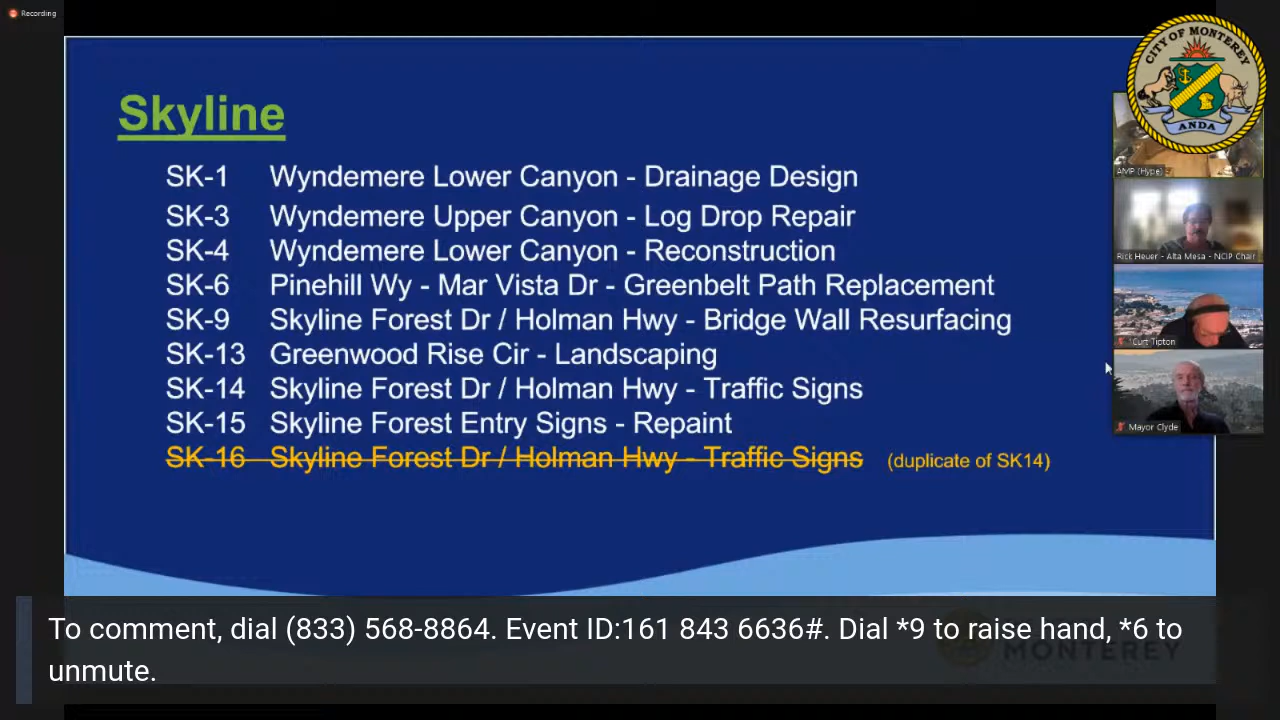 Recording
Skyline
SK-1 Wyndemere Lower Canyon - Drainage Design
SK-3 Wyndemere Upper Canyon - Log Drop Repair
SK-4 Wyndemere Lower Canyon - Reconstruction
SK-6 Pinehill Wy - Mar Vista Dr - Greenbelt Path Replacement
SK-9 Skyline Forest Dr / Holman Hwy - Bridge Wall Resurfacing
SK-13 Greenwood Rise Cir - Landscaping
SK-14 Skyline Forest Dr / Holman Hwy - Traffic Signs
SK-15 Skyline Forest Entry Signs - Repaint
SK-16 Skyline Forest Dr / Holman Hwy - Traffic Signs (duplicate of SK14)
CITY OF MONTEREY
ANDA
AMP (Hype)
Rick Heuer - Alta Mesa - NCIP Chair
Curt Tipton
Mayor Clyde
MONTEREY
To comment, dial (833) 568-8864. Event ID:161 843 6636#. Dial *9 to raise hand, *6 to
unmute.